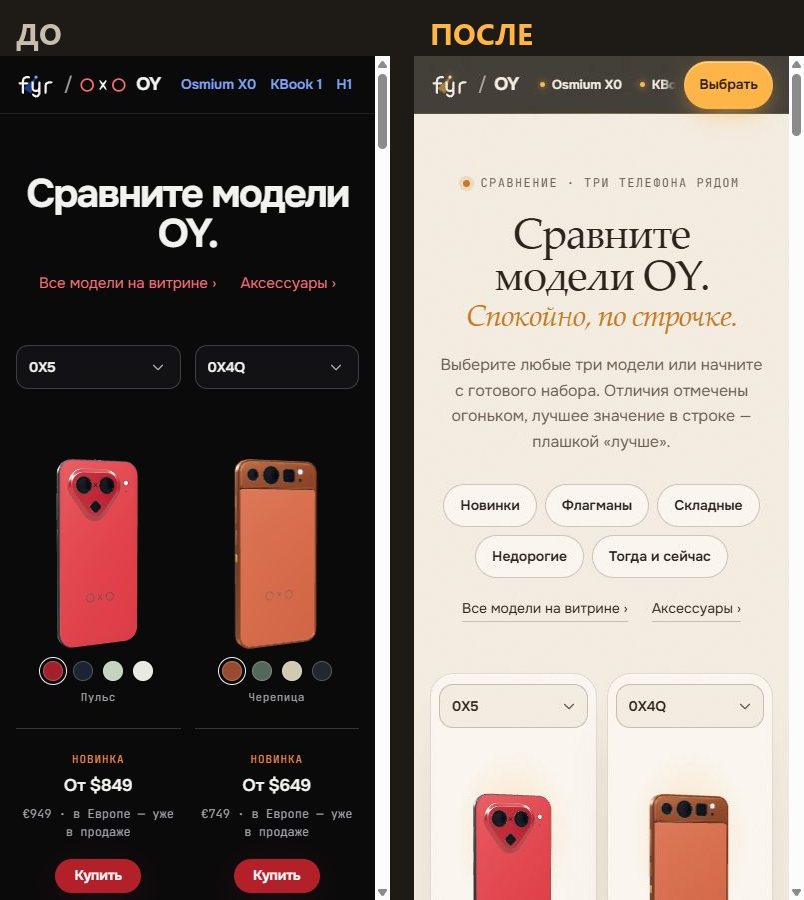 ДО
fÿr / O x O OY Osmium X0 KBook 1 H1
Сравните модели
OY.
Все модели на витрине › Аксессуары ›
0X5 0X4Q
O x O O x O
Пульс Черепица
НОВИНКА НОВИНКА
От $849 От $649
€949 · в Европе — уже €749 · в Европе — уже
в продаже в продаже
Купить Купить
ПОСЛЕ
fÿr / OY Osmium X0 Выбрать
СРАВНЕНИЕ · ТРИ ТЕЛЕФОНА РЯДОМ
Сравните
модели OY.
Спокойно, по строчке.
Выберите любые три модели или начните
с готового набора. Отличия отмечены
огоньком, лучшее значение в строке —
плашкой «лучше».
Новинки Флагманы Складные
Недорогие Тогда и сейчас
Все модели на витрине › Аксессуары ›
0X5 0X4Q